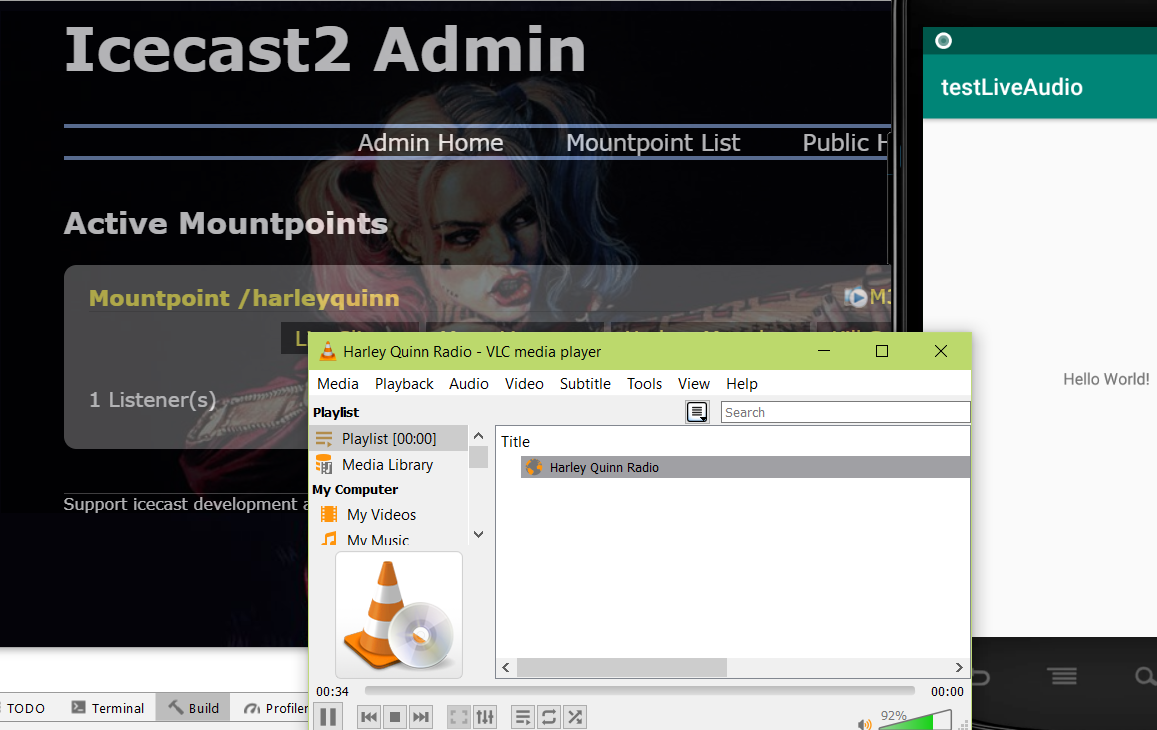 Icecast2 Admin
Admin Home Mountpoint List Public
Active Mountpoints
Mountpoint /harleyquinn
1 Listener(s)
Support icecast development
testLiveAudio
Hello World!
Harley Quinn Radio - VLC media player
Media Playback Audio Video Subtitle Tools View Help
Playlist
Search
Playlist [00:00]
Media Library
My Computer
My Videos
My Music
Title
Harley Quinn Radio
00:34
00:00
92%
TODO Terminal Build Profiler